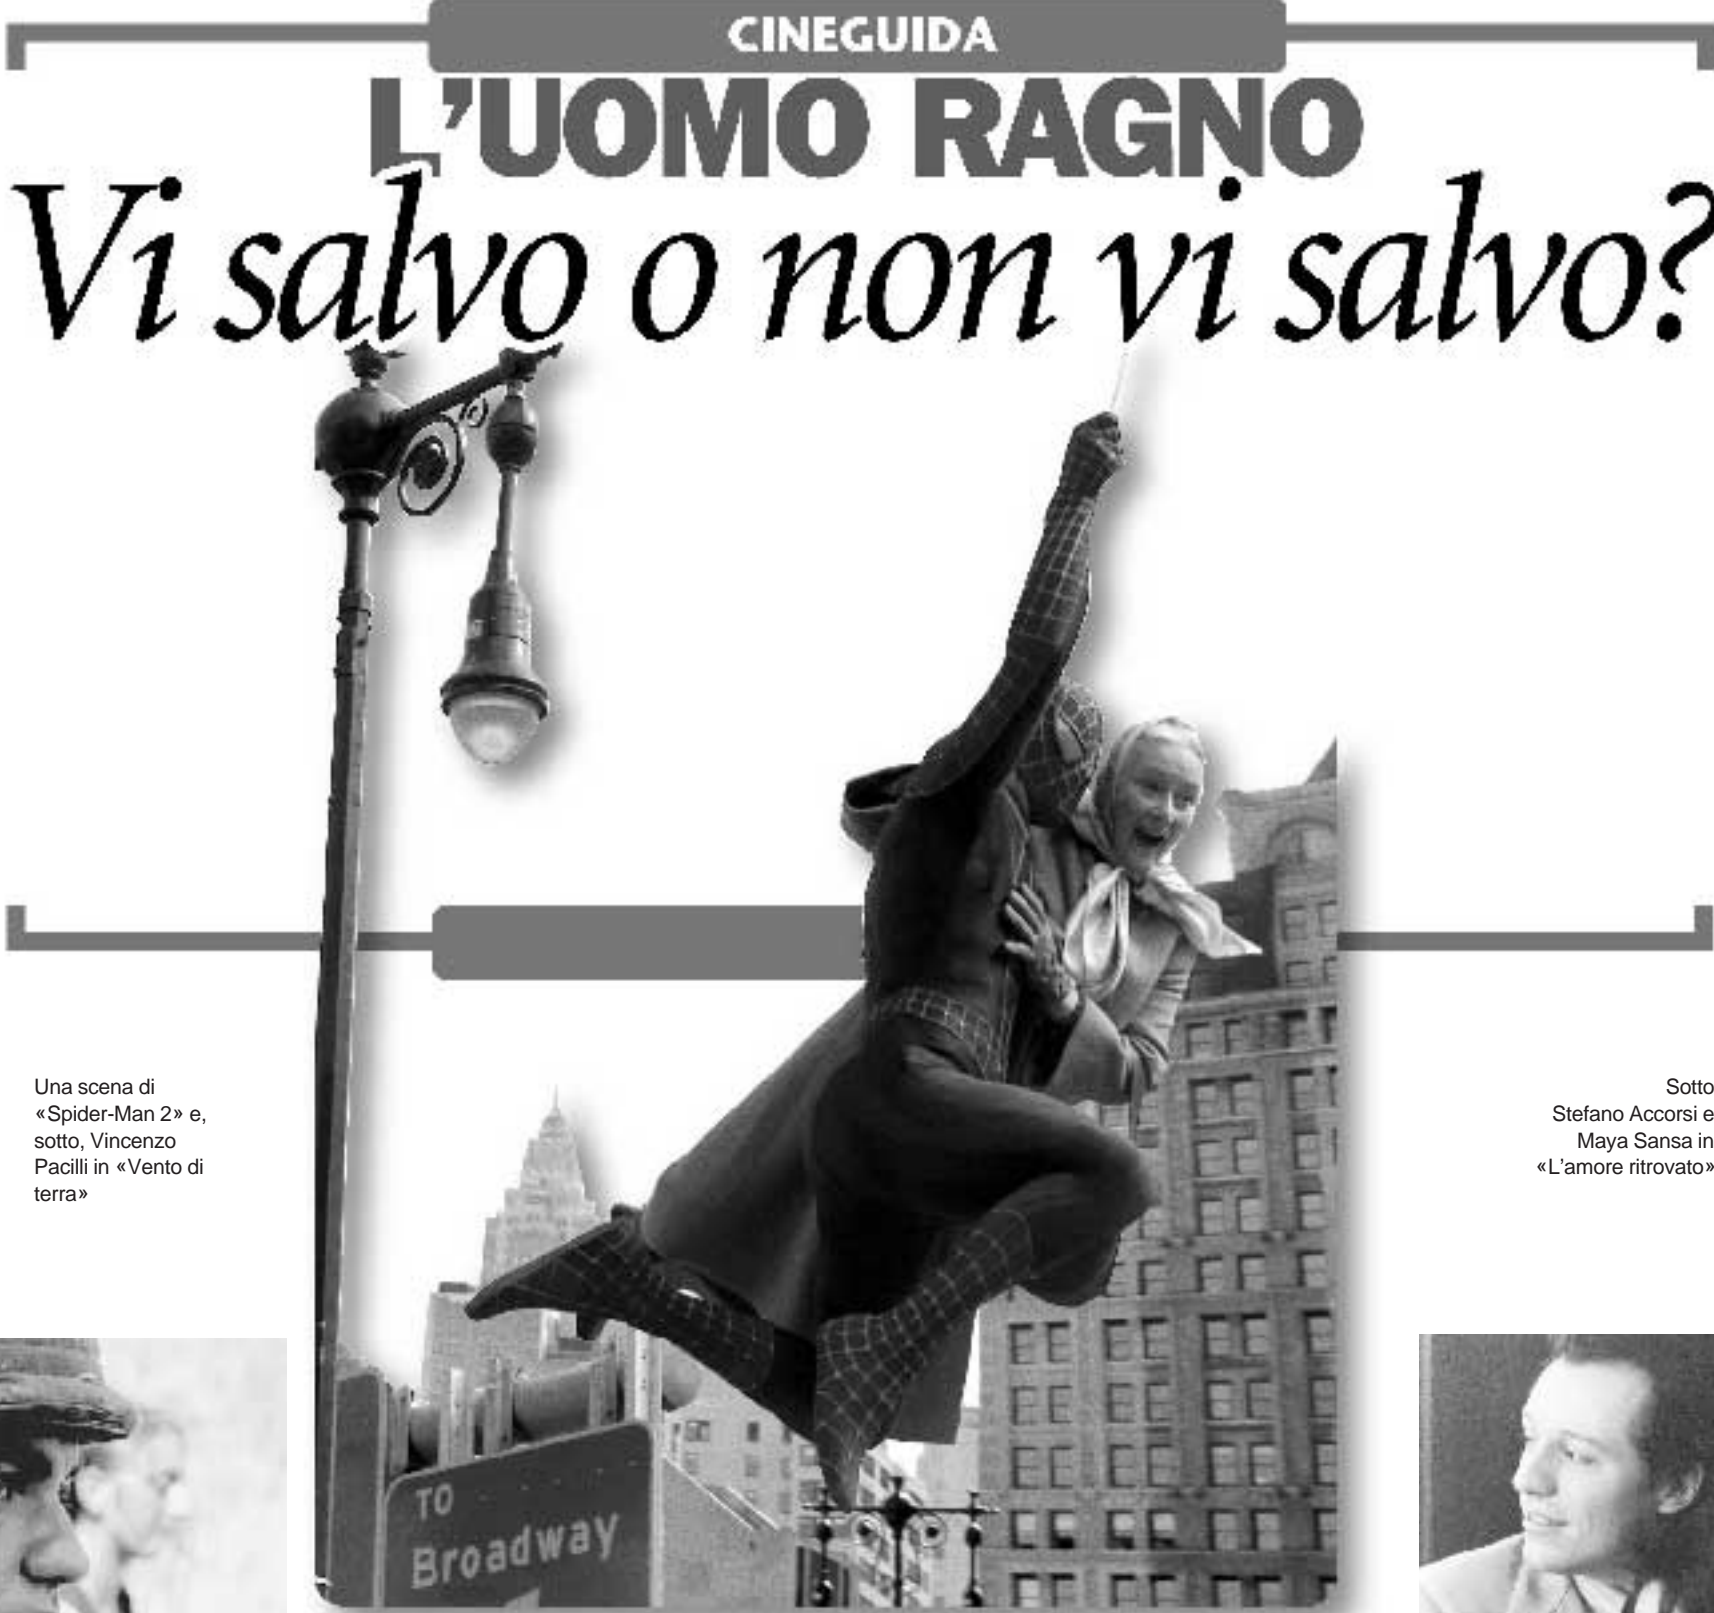 CINEGUIDA
L'UOMO RAGNO
Vi salvo o non vi salvo?
Una scena di
«Spider-Man 2» e,
sotto, Vincenzo
Pacilli in «Vento di
terra»
Sotto
Stefano Accorsi e
Maya Sansa in
«L'amore ritrovato»
TO
Broadway